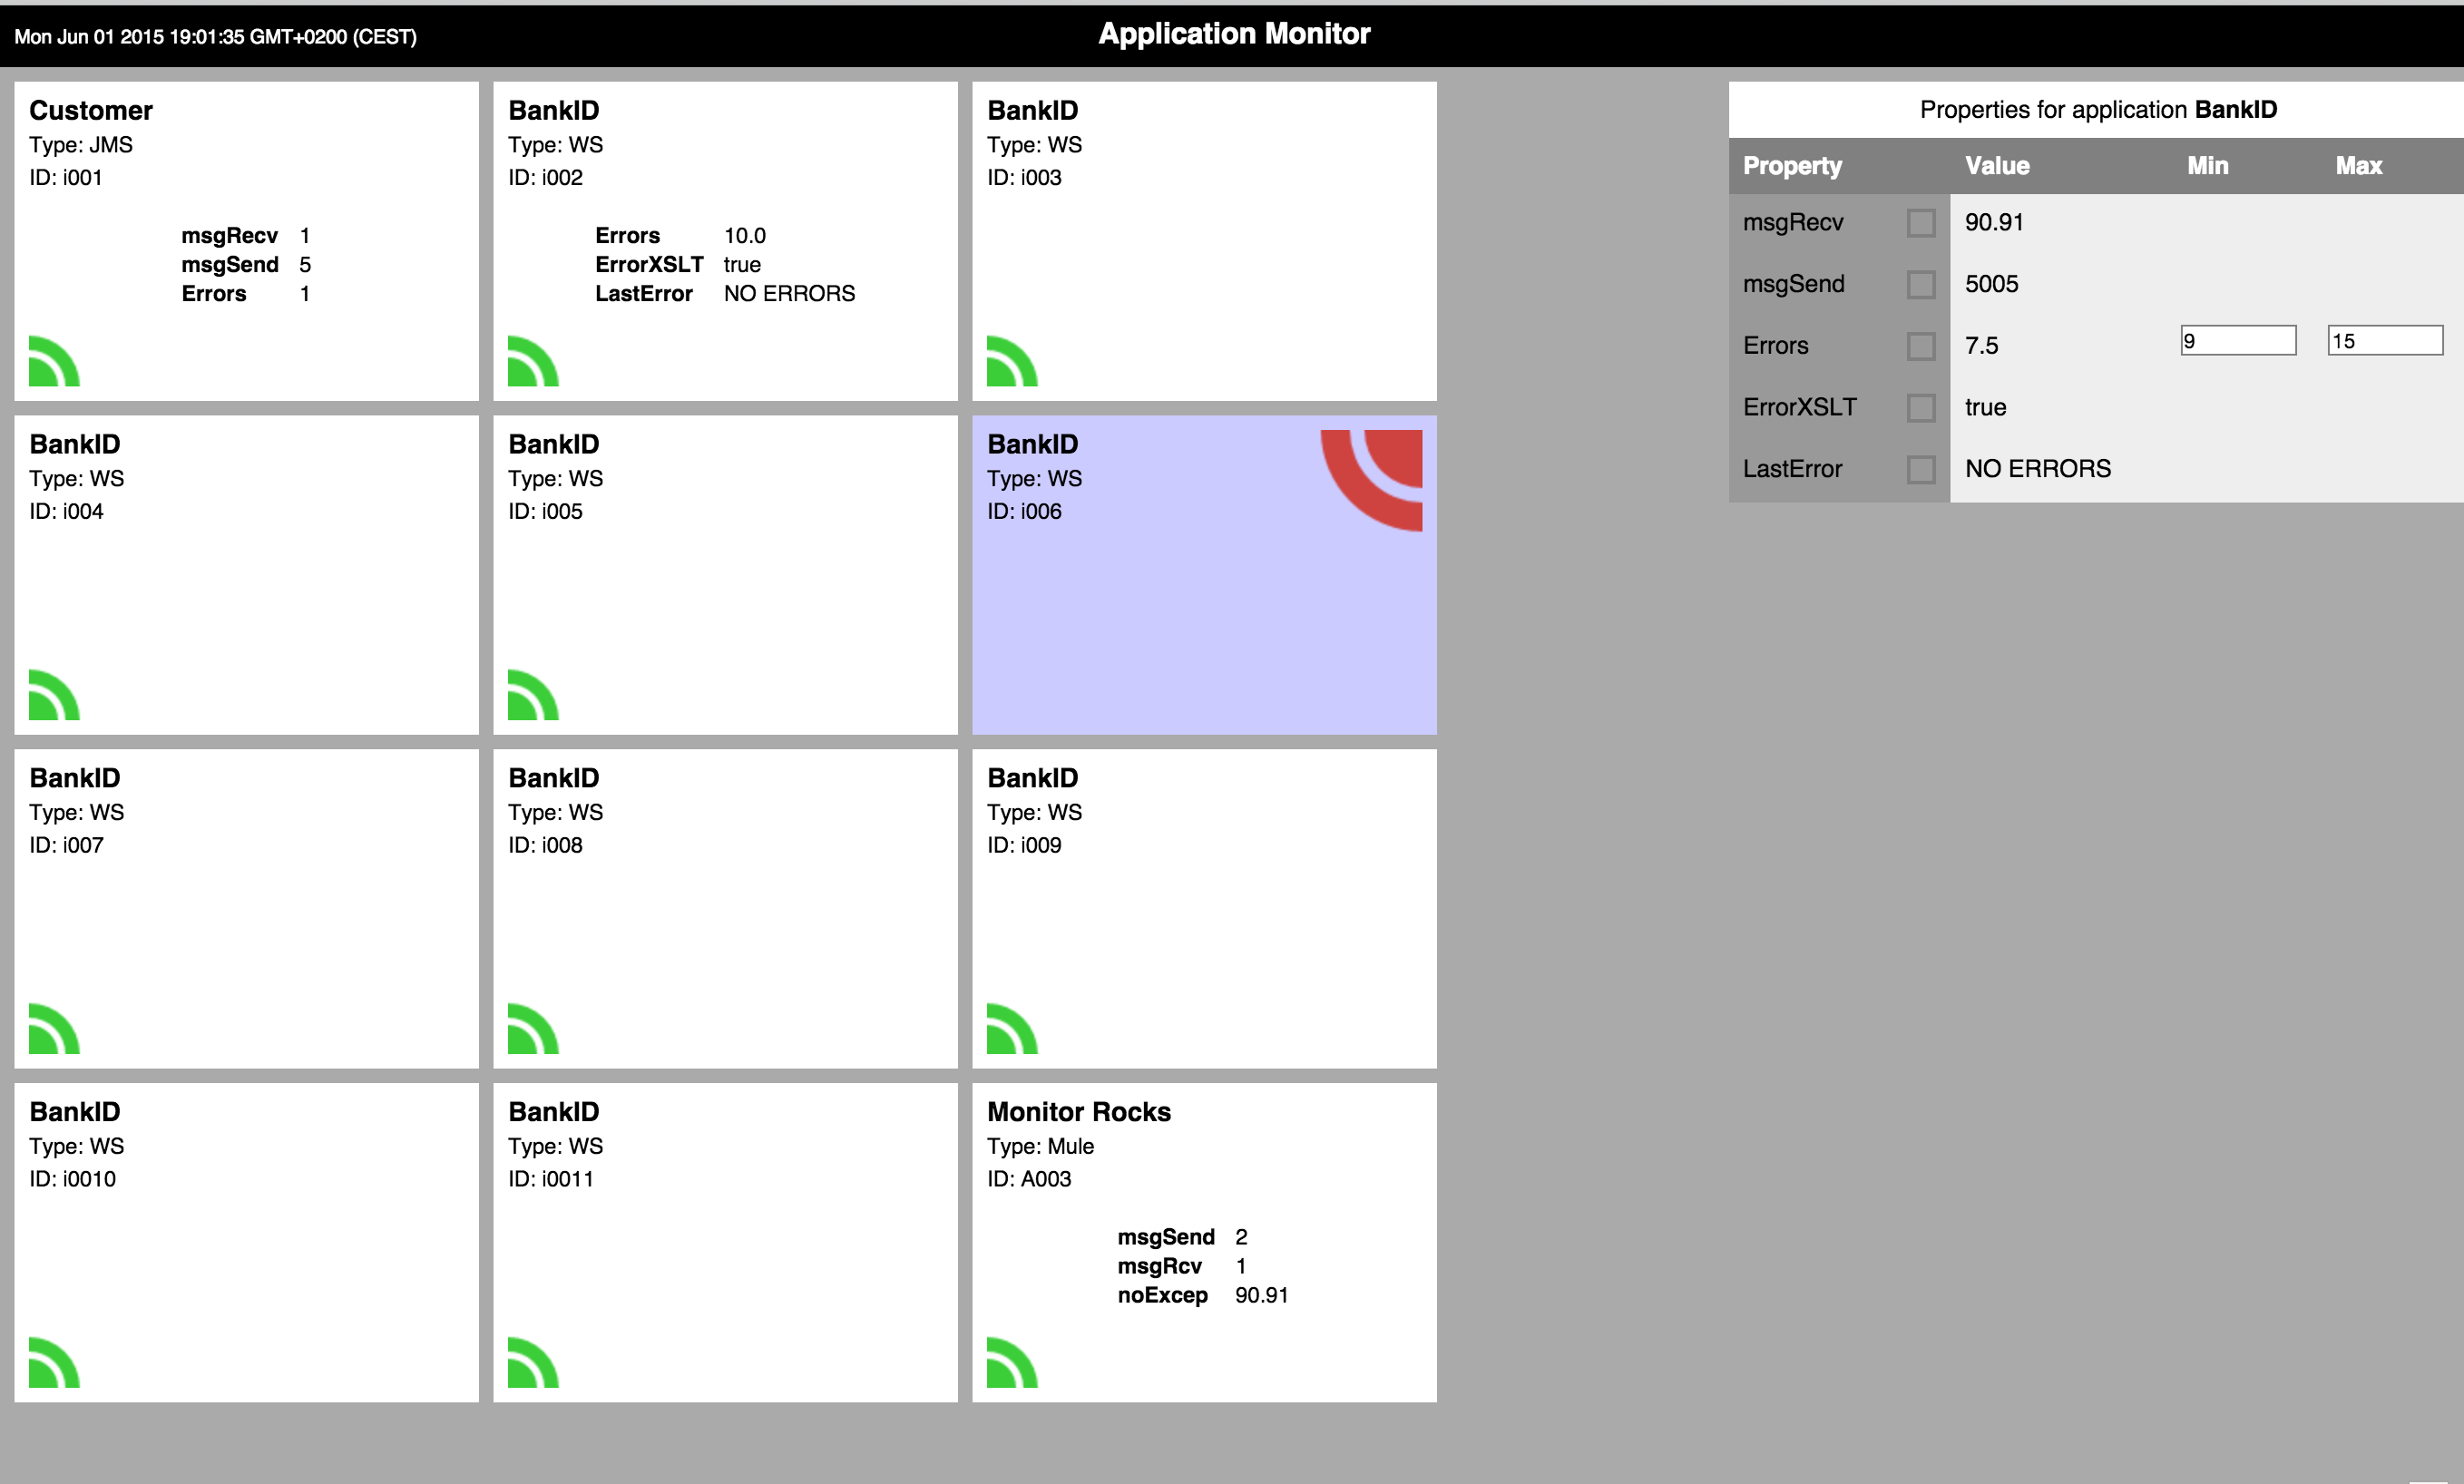 Mon Jun 01 2015 19:01:35 GMT+0200 (CEST)
Application Monitor
Customer
Type: JMS
ID: i001
msgRecv 1
msgSend 5
Errors 1
BankID
Type: WS
ID: i002
Errors 10.0
ErrorXSLT true
LastError NO ERRORS
BankID
Type: WS
ID: i003
BankID
Type: WS
ID: i004
BankID
Type: WS
ID: i005
BankID
Type: WS
ID: i006
BankID
Type: WS
ID: i007
BankID
Type: WS
ID: i008
BankID
Type: WS
ID: i009
BankID
Type: WS
ID: i0010
BankID
Type: WS
ID: i0011
Monitor Rocks
Type: Mule
ID: A003
msgSend 2
msgRcv 1
noExcep 90.91
Properties for application BankID
Property Value Min Max
msgRecv 90.91
msgSend 5005
Errors 7.5 9 15
ErrorXSLT true
LastError NO ERRORS